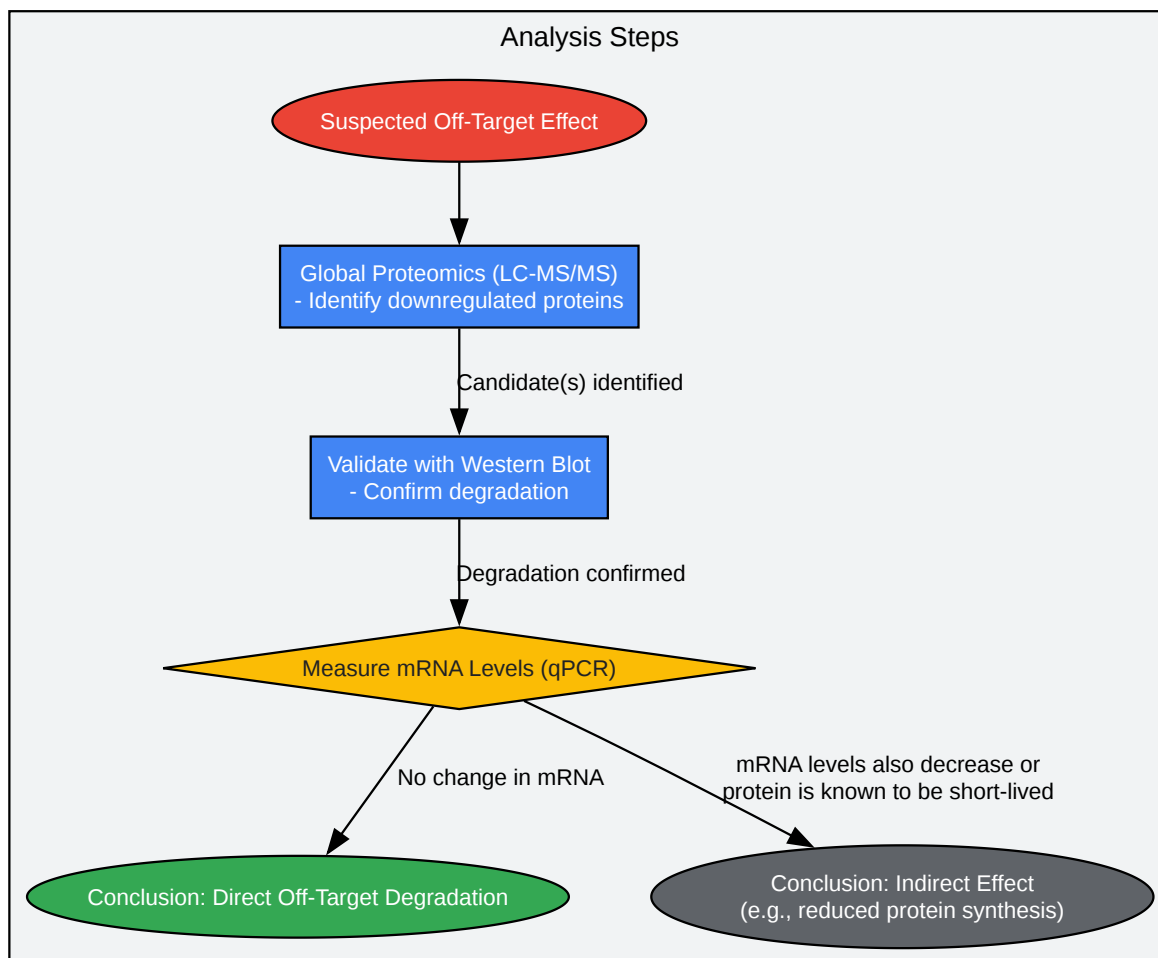 Analysis Steps
Suspected Off-Target Effect
Global Proteomics (LC-MS/MS)
- Identify downregulated proteins
Candidate(s) identified
Validate with Western Blot
- Confirm degradation
Degradation confirmed
Measure mRNA Levels (qPCR)
No change in mRNA
mRNA levels also decrease or
protein is known to be short-lived
Conclusion: Direct Off-Target Degradation
Conclusion: Indirect Effect
(e.g., reduced protein synthesis)